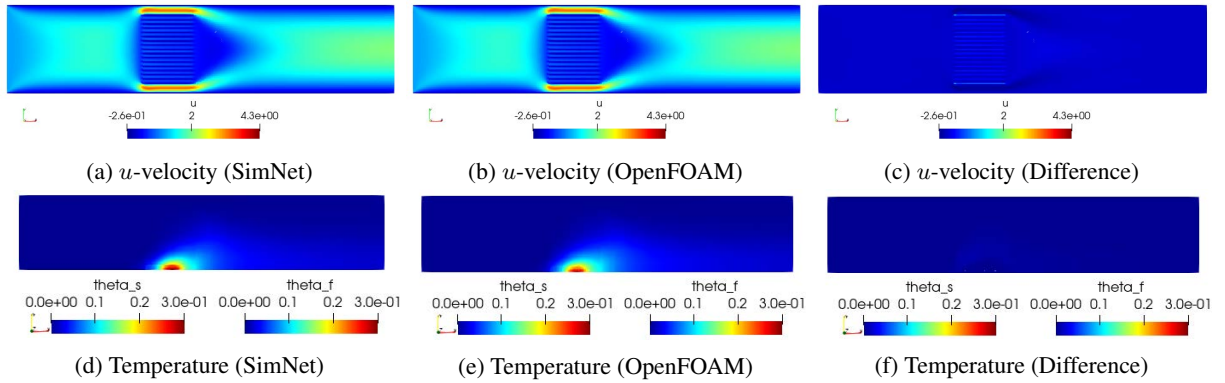 u
-2.6e-01 2 4.3e+00
u
-2.6e-01 2 4.3e+00
u
-2.6e-01 2 4.3e+00
(a) u-velocity (SimNet)
(b) u-velocity (OpenFOAM)
(c) u-velocity (Difference)
theta_s theta_f
0.0e+00 0.1 0.2 3.0e-01 0.0e+00 0.1 0.2 3.0e-01
theta_s theta_f
0.0e+00 0.1 0.2 3.0e-01 0.0e+00 0.1 0.2 3.0e-01
theta_s theta_f
0.0e+00 0.1 0.2 3.0e-01 0.0e+00 0.1 0.2 3.0e-01
(d) Temperature (SimNet)
(e) Temperature (OpenFOAM)
(f) Temperature (Difference)